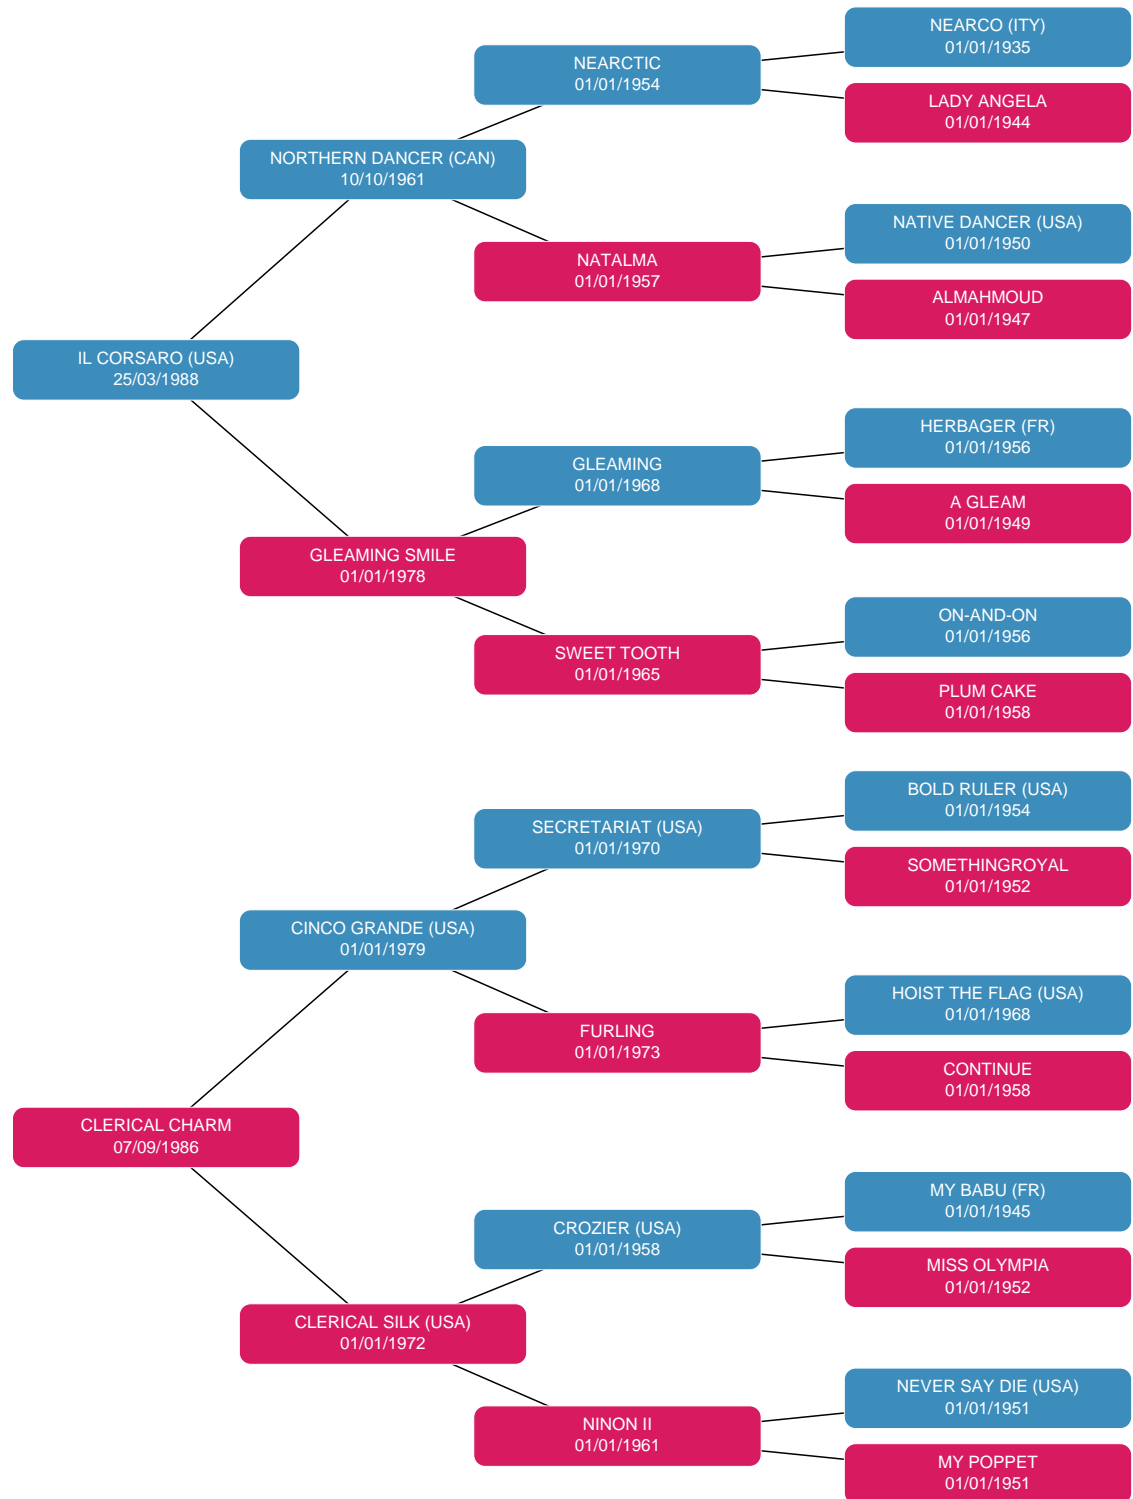 NEARCO (ITY)
01/01/1935
NEARCTIC
01/01/1954
LADY ANGELA
01/01/1944
NORTHERN DANCER (CAN)
10/10/1961
NATIVE DANCER (USA)
01/01/1950
NATALMA
01/01/1957
ALMAHMOUD
01/01/1947
IL CORSARO (USA)
25/03/1988
HERBAGER (FR)
01/01/1956
GLEAMING
01/01/1968
A GLEAM
01/01/1949
GLEAMING SMILE
01/01/1978
ON-AND-ON
01/01/1956
SWEET TOOTH
01/01/1965
PLUM CAKE
01/01/1958
BOLD RULER (USA)
01/01/1954
SECRETARIAT (USA)
01/01/1970
SOMETHINGROYAL
01/01/1952
CINCO GRANDE (USA)
01/01/1979
HOIST THE FLAG (USA)
01/01/1968
FURLING
01/01/1973
CONTINUE
01/01/1958
CLERICAL CHARM
07/09/1986
MY BABU (FR)
01/01/1945
CROZIER (USA)
01/01/1958
MISS OLYMPIA
01/01/1952
CLERICAL SILK (USA)
01/01/1972
NEVER SAY DIE (USA)
01/01/1951
NINON II
01/01/1961
MY POPPET
01/01/1951